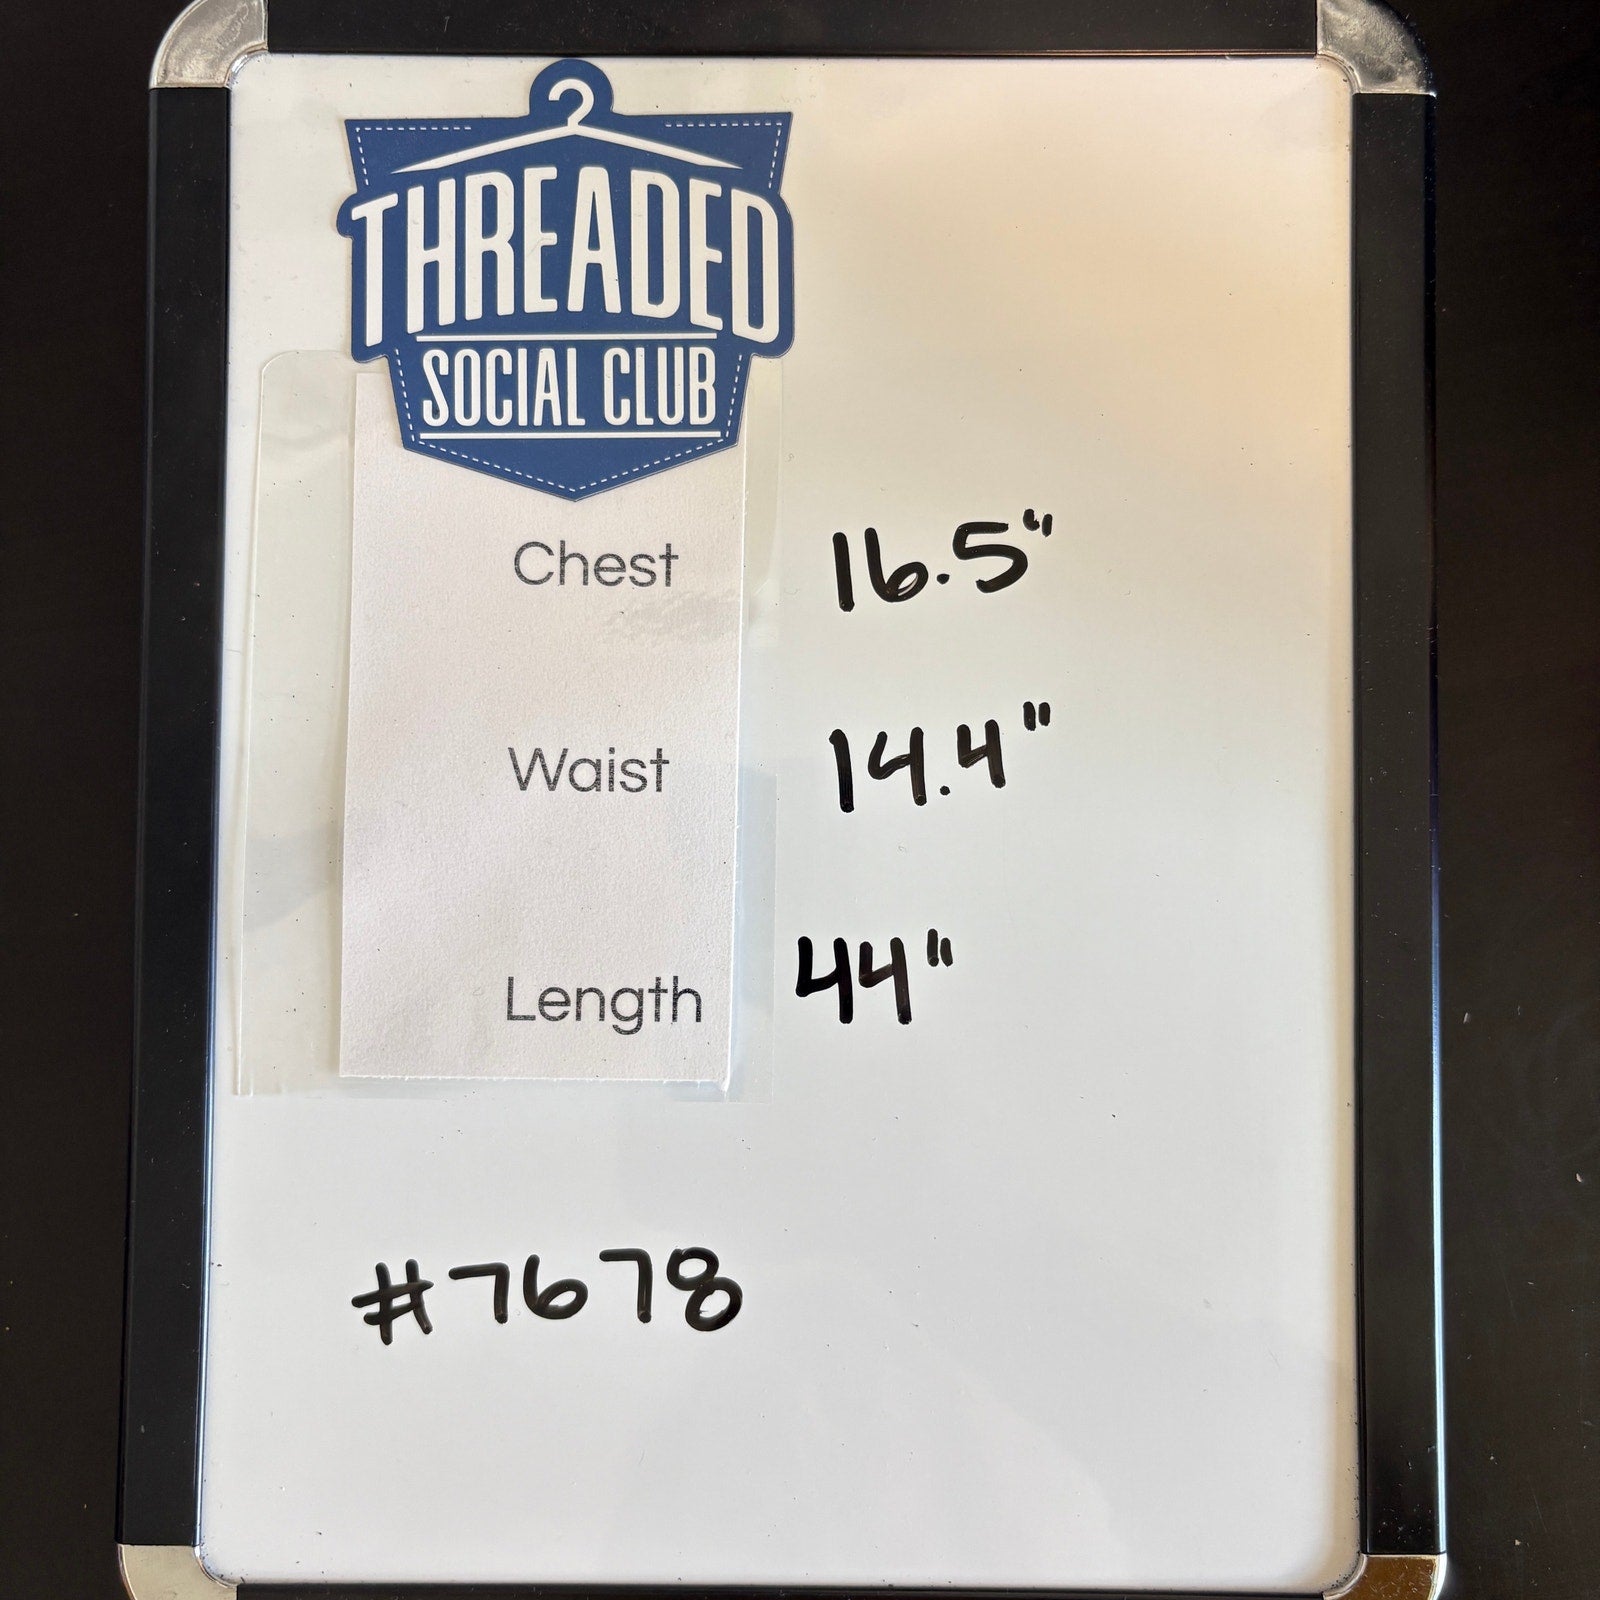 THREADED
SOCIAL CLUB
Chest 16.5"
Waist 14.4"
Length 44"
#7678